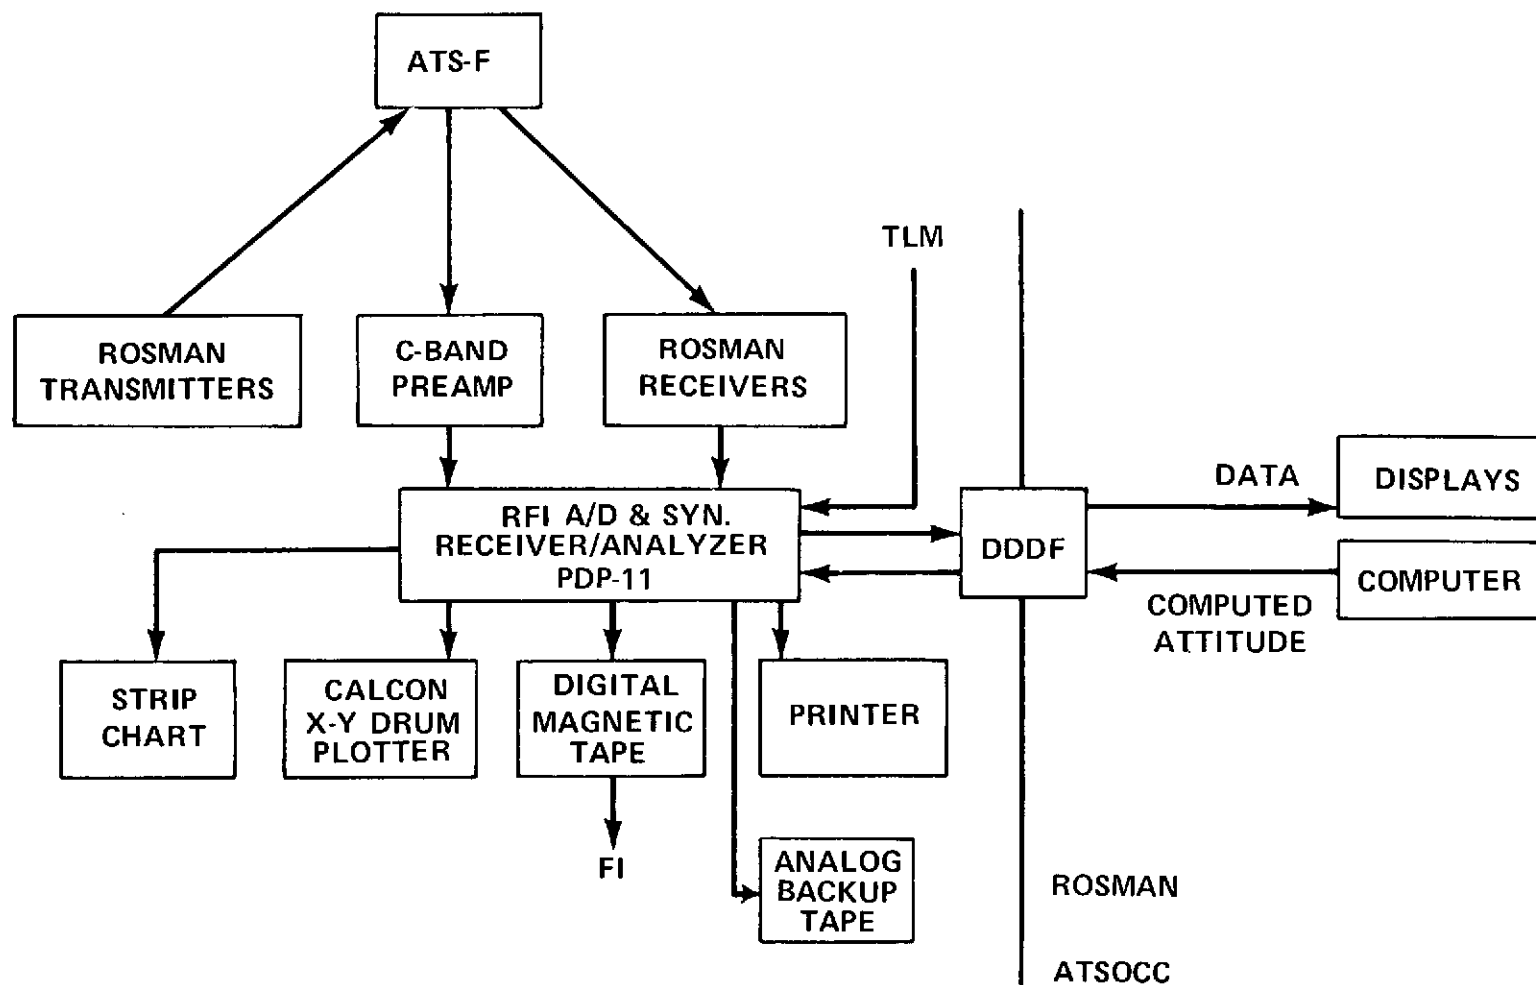 ATS-F
TLM
ROSMAN
TRANSMITTERS
C-BAND
PREAMP
ROSMAN
RECEIVERS
RFI A/D & SYN.
RECEIVER/ANALYZER
PDP-11
DDDF
DATA
DISPLAYS
COMPUTER
COMPUTED
ATTITUDE
STRIP
CHART
CALCON
X-Y DRUM
PLOTTER
DIGITAL
MAGNETIC
TAPE
PRINTER
FI
ANALOG
BACKUP
TAPE
ROSMAN
ATSOCC